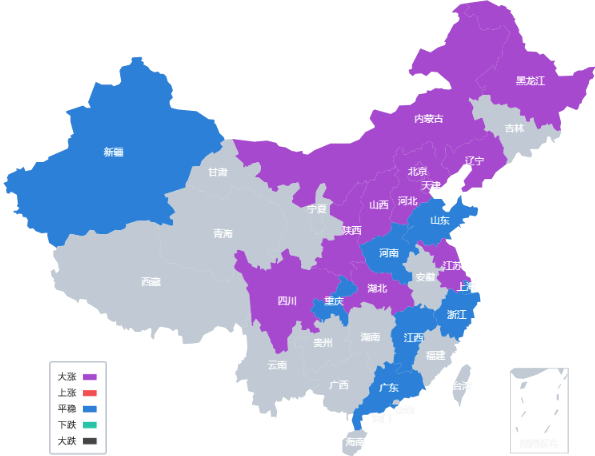 黑龙江
内蒙古
吉林
新疆
辽宁
北京
甘肃
天津
河北
山西
宁夏
山东
陕西
青海
河南
江苏
安徽
西藏
上海
湖北
四川
重庆
浙江
湖南
江西
贵州
福建
云南
广西
广东
台湾
海南
大涨
上涨
平稳
下跌
大跌